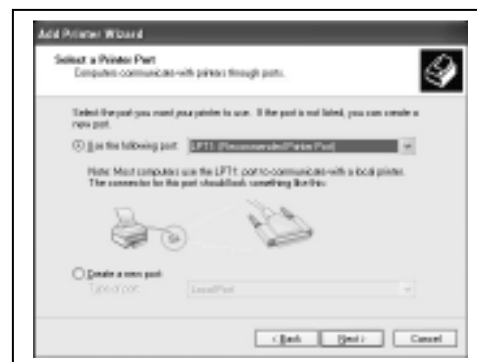 Add Printer Wizard
Select a Printer Port
Computers communicate with printers through ports.
Select the port you want your printer to use. If the port is not listed, you can create a
new port.
Use the following port:
LPT1: (Recommended Printer Port)
Note: Most computers use the LPT1: port to communicate with a local printer.
The connector for this port should look something like this:
Create a new port:
Type of port:
Local Port
< Back
Next >
Cancel